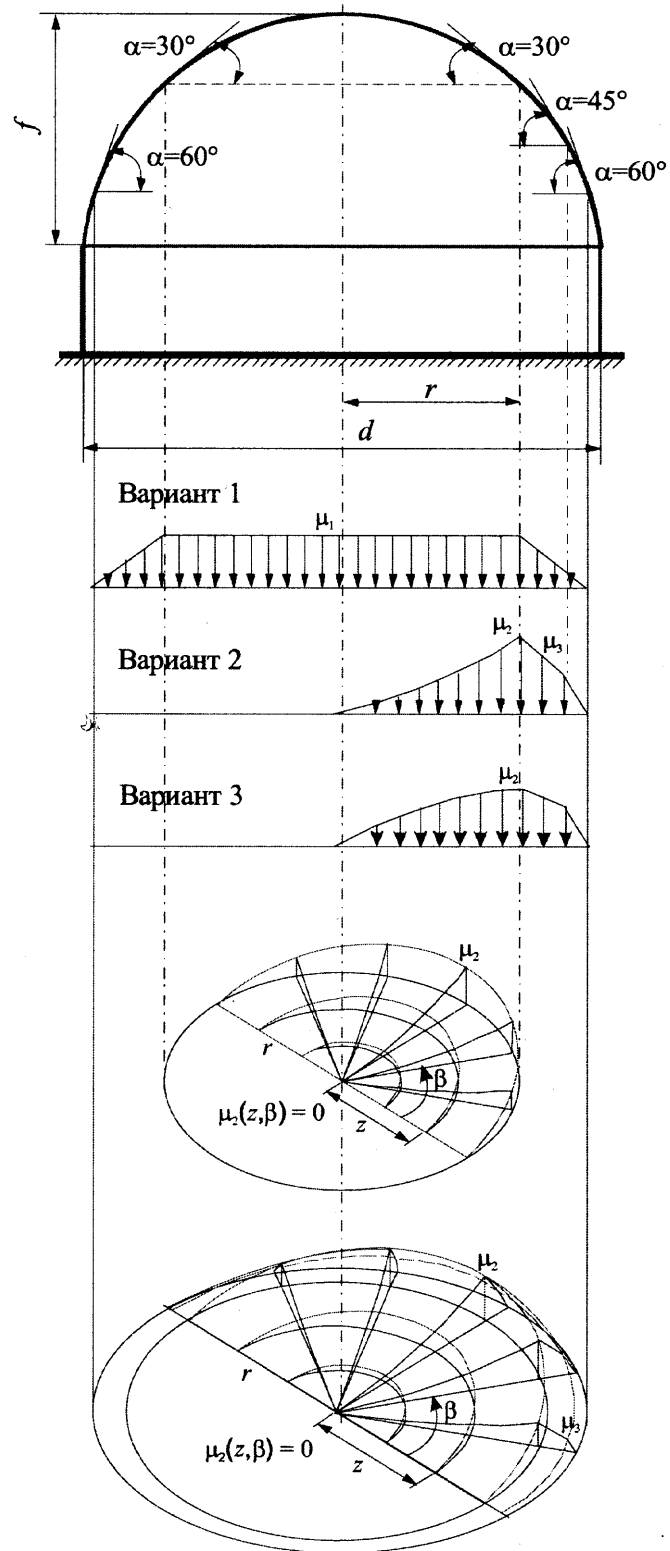 α=30°
α=30°
f
α=45°
α=60°
α=60°
r
d
Вариант 1
μ₁
μ₂
μ₃
Вариант 2
μ₂
Вариант 3
μ₂
r
β
μ₂(z,β) = 0
z
μ₂
r
β
μ₃
μ₂(z,β) = 0
z